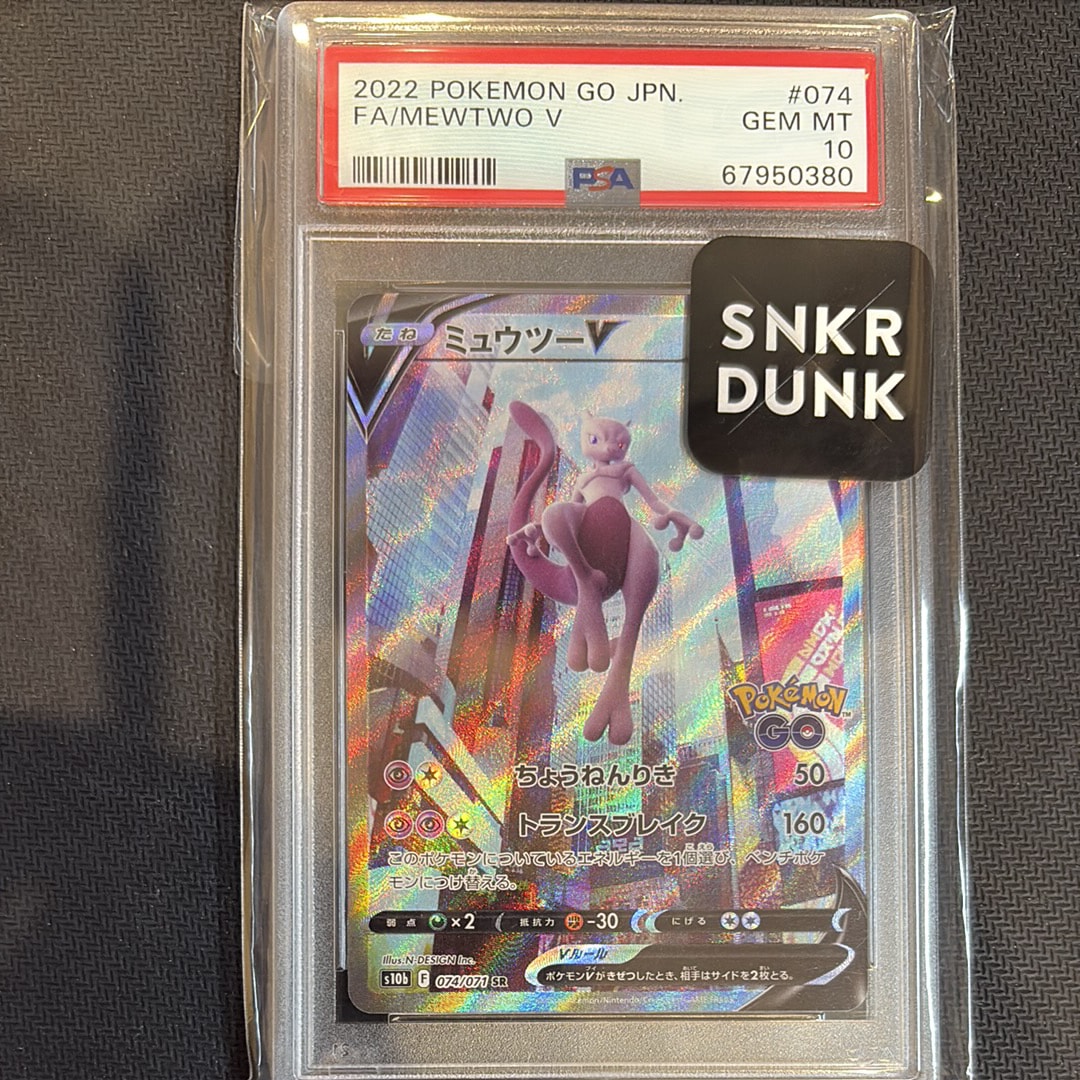 2022 POKEMON GO JPN. #074
FA/MEWTWO V GEM MT
10
PSA 67950380
SNKR
DUNK
たね ミュウツーV
Pokémon
GO
ちょうねんりき 50
トランスブレイク 160
このポケモンについているエネルギーを1個選び、ベンチポケ
モンにつけ替える。
弱点 ×2 抵抗力 -30 にげる
Vルール
ポケモンVがきぜつしたとき、相手はサイドを2枚とる。
Illus. N-DESIGN Inc.
s10b F 074/071 SR